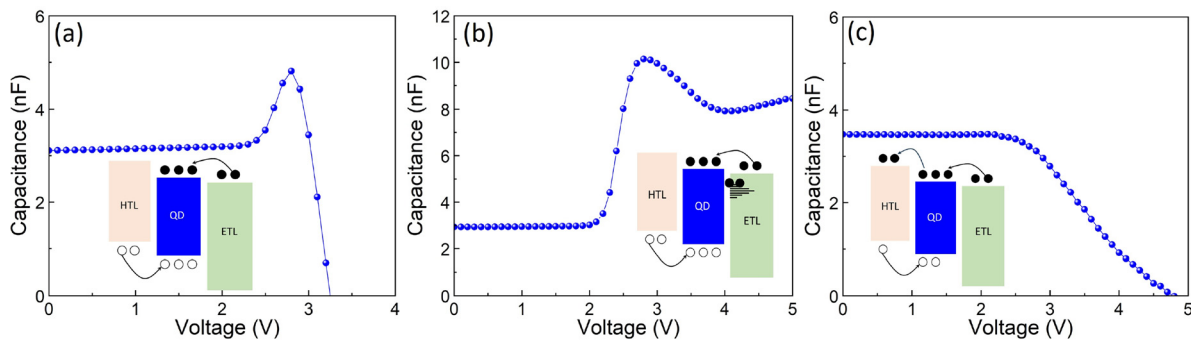 (a)
Capacitance (nF)
6
4
2
0
HTL
QD
ETL
0 1 2 3 4
Voltage (V)
(b)
Capacitance (nF)
12
10
8
6
4
2
0
HTL
QD
ETL
0 1 2 3 4 5
Voltage (V)
(c)
Capacitance (nF)
6
4
2
0
HTL
QD
ETL
0 1 2 3 4 5
Voltage (V)